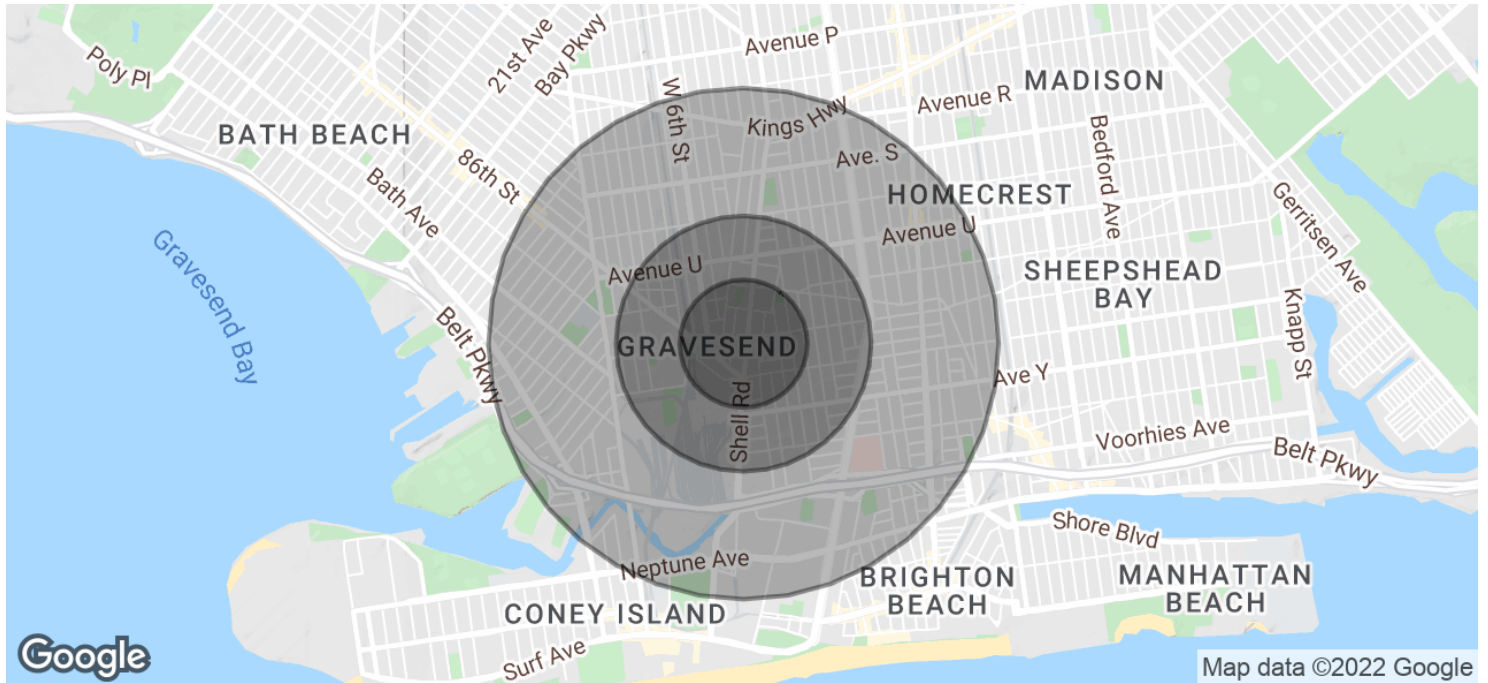 Poly Pl
21st Ave
Bay Pkwy
Avenue P
MADISON
W 6th St
Kings Hwy
Avenue R
BATH BEACH
86th St
Ave. S
Bedford Ave
Bath Ave
HOMECREST
Avenue U
Gerritsen Ave
Gravesend Bay
Avenue U
SHEEPSHEAD
BAY
Belt Pkwy
GRAVESEND
Knapp St
Ave Y
Shell Rd
Voorhies Ave
Belt Pkwy
Shore Blvd
Neptune Ave
BRIGHTON
BEACH
MANHATTAN
BEACH
CONEY ISLAND
Surf Ave
Google
Map data ©2022 Google